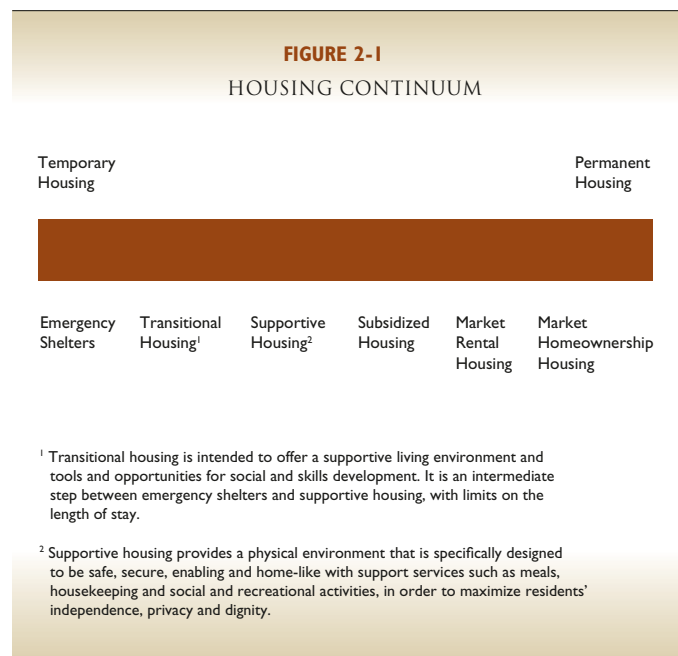 FIGURE 2-1
HOUSING CONTINUUM
Temporary
Housing
Permanent
Housing
Emergency
Shelters
Transitional
Housing¹
Supportive
Housing²
Subsidized
Housing
Market
Rental
Housing
Market
Homeownership
Housing
¹ Transitional housing is intended to offer a supportive living environment and
tools and opportunities for social and skills development. It is an intermediate
step between emergency shelters and supportive housing, with limits on the
length of stay.
² Supportive housing provides a physical environment that is specifically designed
to be safe, secure, enabling and home-like with support services such as meals,
housekeeping and social and recreational activities, in order to maximize residents’
independence, privacy and dignity.